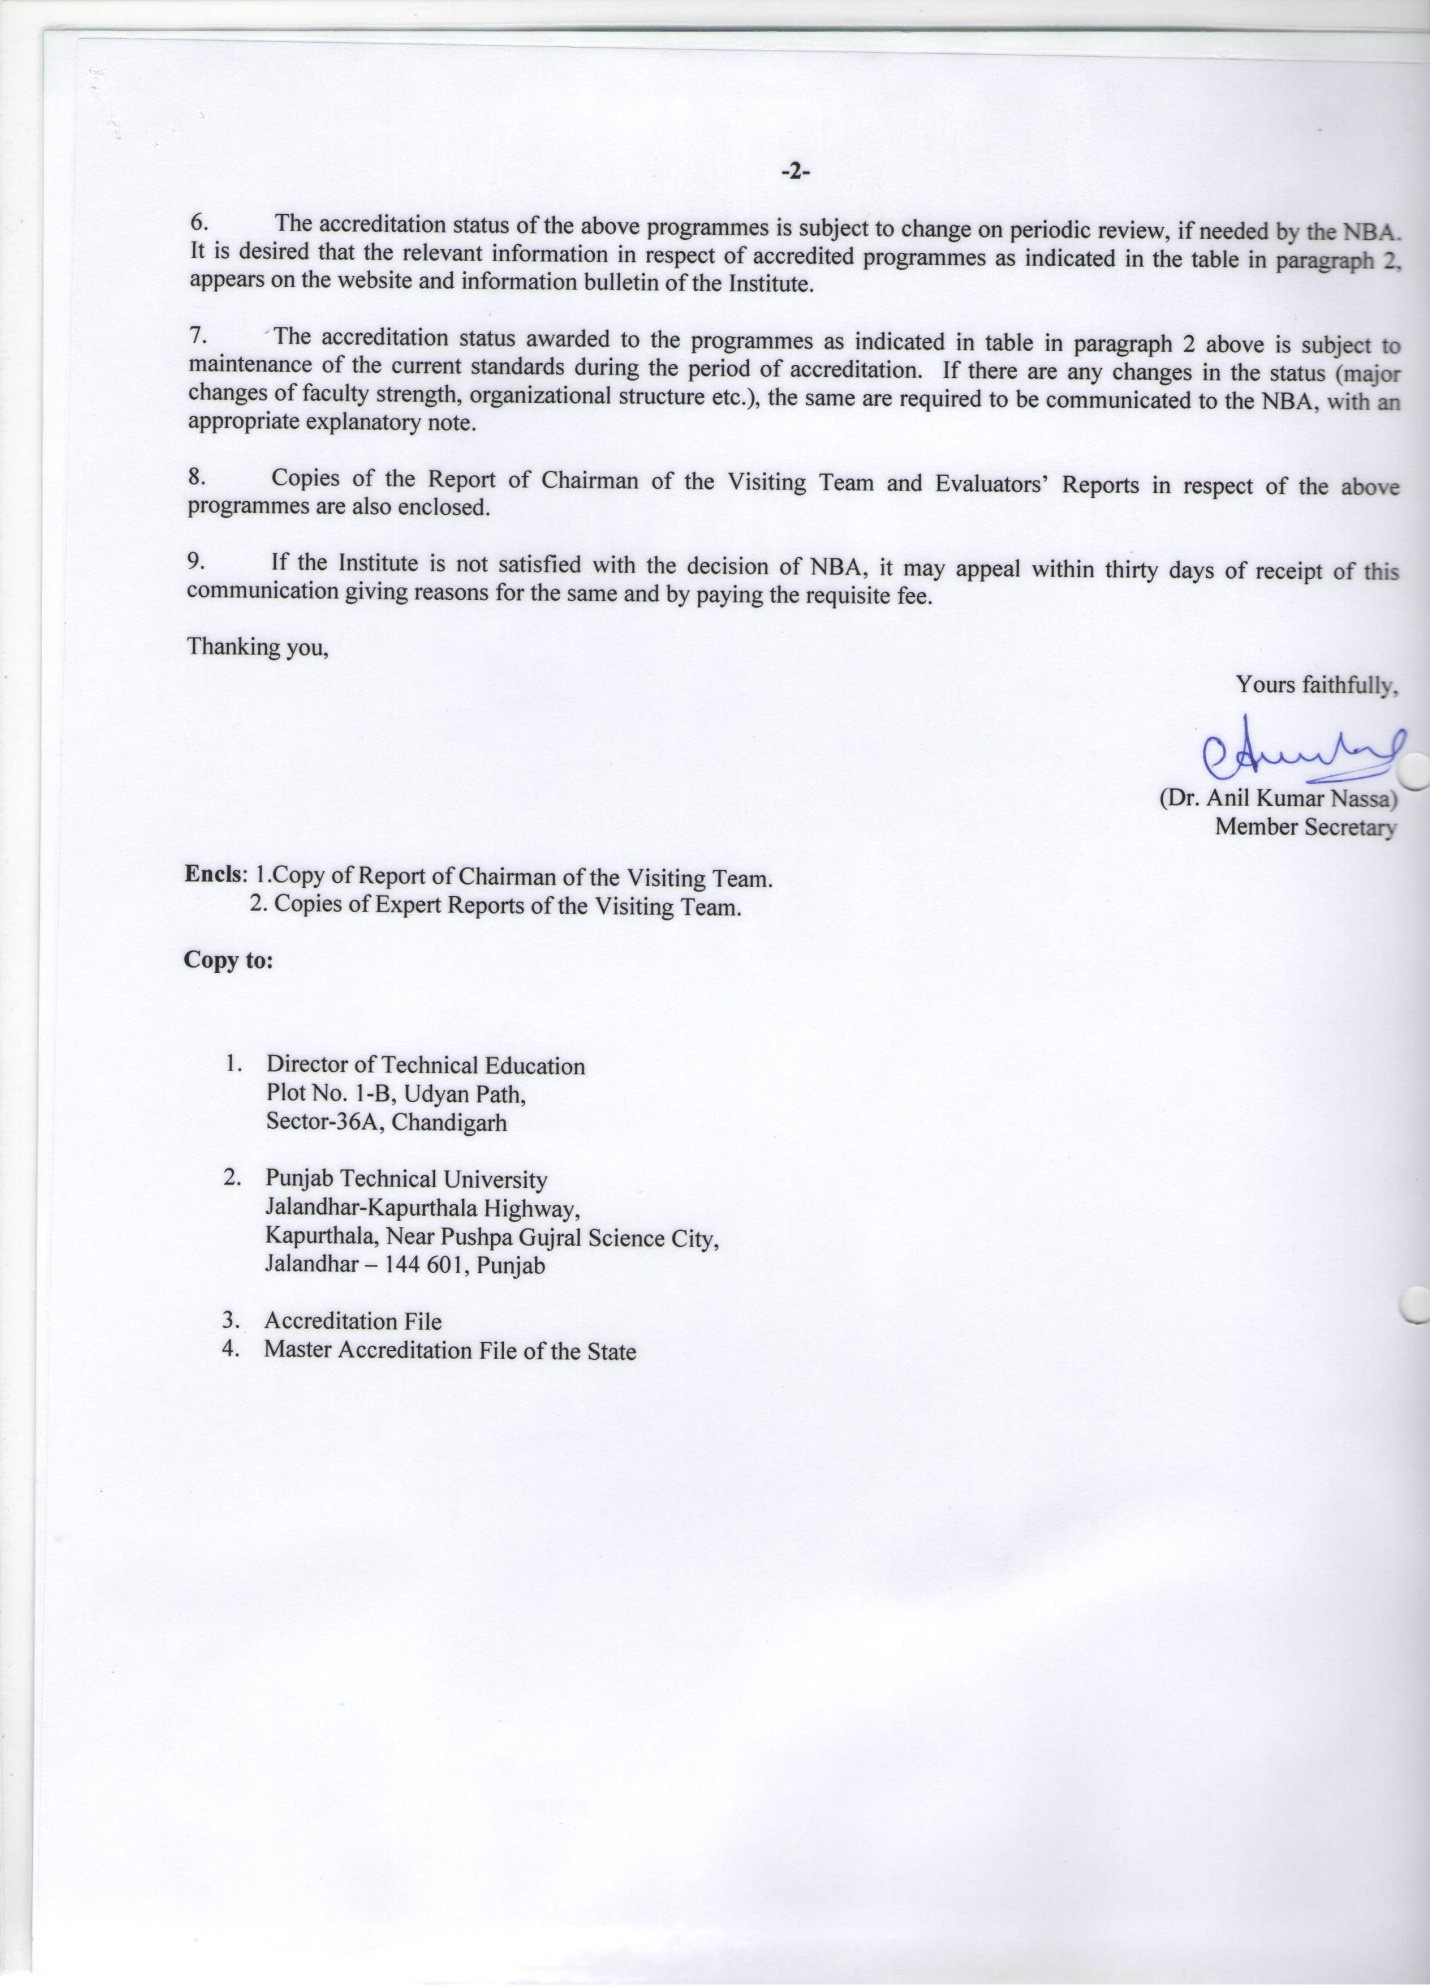 -2-
6. The accreditation status of the above programmes is subject to change on periodic review, if needed by the NBA.
It is desired that the relevant information in respect of accredited programmes as indicated in the table in paragraph 2,
appears on the website and information bulletin of the Institute.
7. The accreditation status awarded to the programmes as indicated in table in paragraph 2 above is subject to
maintenance of the current standards during the period of accreditation. If there are any changes in the status (major
changes of faculty strength, organizational structure etc.), the same are required to be communicated to the NBA, with an
appropriate explanatory note.
8. Copies of the Report of Chairman of the Visiting Team and Evaluators’ Reports in respect of the above
programmes are also enclosed.
9. If the Institute is not satisfied with the decision of NBA, it may appeal within thirty days of receipt of this
communication giving reasons for the same and by paying the requisite fee.
Thanking you,
Yours faithfully,
(Dr. Anil Kumar Nassa)
Member Secretary
Encls: 1.Copy of Report of Chairman of the Visiting Team.
2. Copies of Expert Reports of the Visiting Team.
Copy to:
1. Director of Technical Education
Plot No. 1-B, Udyan Path,
Sector-36A, Chandigarh
2. Punjab Technical University
Jalandhar-Kapurthala Highway,
Kapurthala, Near Pushpa Gujral Science City,
Jalandhar – 144 601, Punjab
3. Accreditation File
4. Master Accreditation File of the State